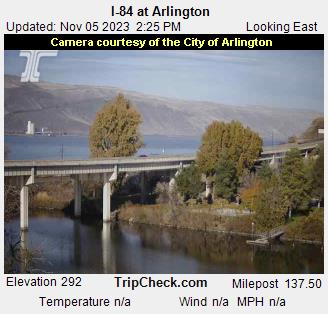 I-84 at Arlington
Updated: Nov 05 2023 2:25 PM Looking East
Camera courtesy of the City of Arlington
Elevation 292 TripCheck.com Milepost 137.50
Temperature n/a Wind n/a MPH n/a